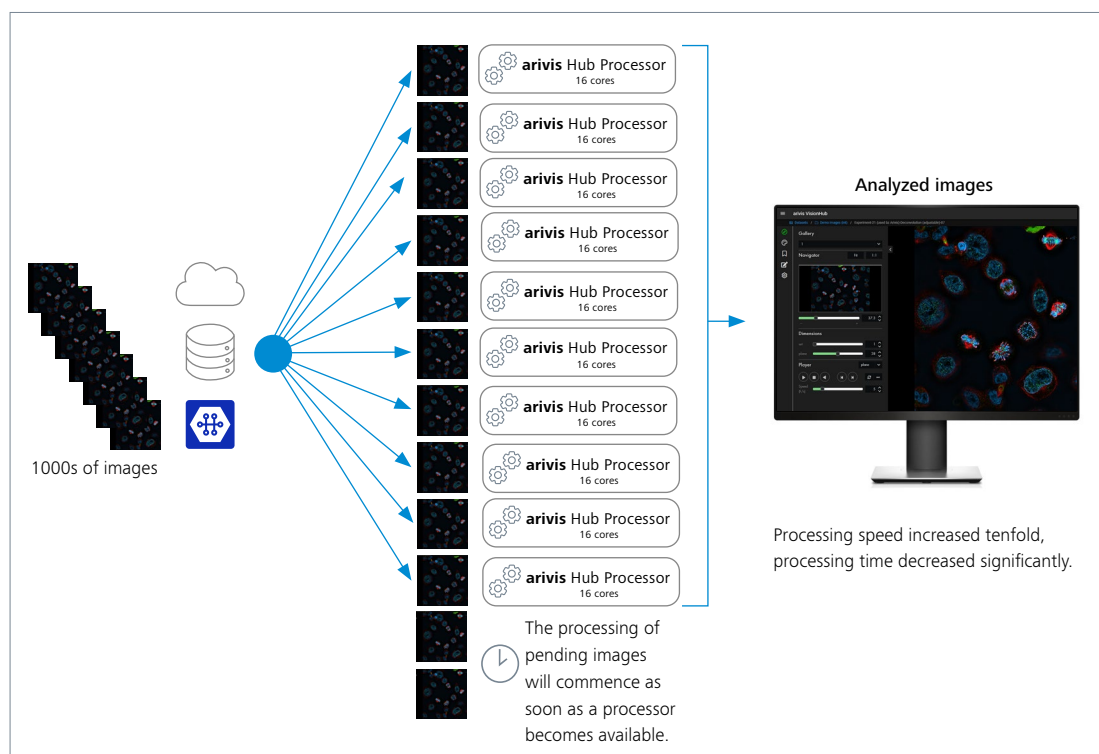 arivis Hub Processor
16 cores
arivis Hub Processor
16 cores
arivis Hub Processor
16 cores
arivis Hub Processor
16 cores
arivis Hub Processor
16 cores
arivis Hub Processor
16 cores
arivis Hub Processor
16 cores
arivis Hub Processor
16 cores
arivis Hub Processor
16 cores
arivis Hub Processor
16 cores
1000s of images
The processing of
pending images
will commence as
soon as a processor
becomes available.
Analyzed images
arivis VisionHub
Gallery
1
Navigator
1:1
Dimensions
Player
Processing speed increased tenfold,
processing time decreased significantly.